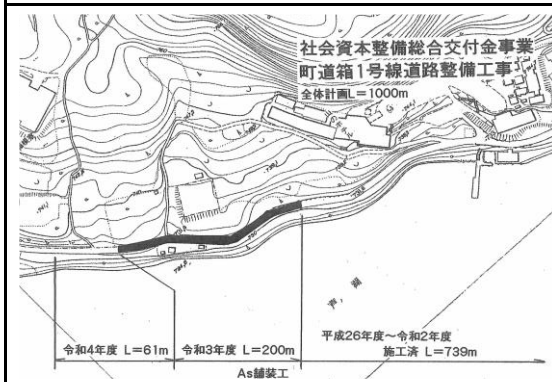 社会資本整備総合交付金事業
町道箱1号線道路整備工事
全体計画L=1000m
平成26年度～令和2年度
令和4年度 L=61m
令和3年度 L=200m
施工済 L=739m
As舗装工